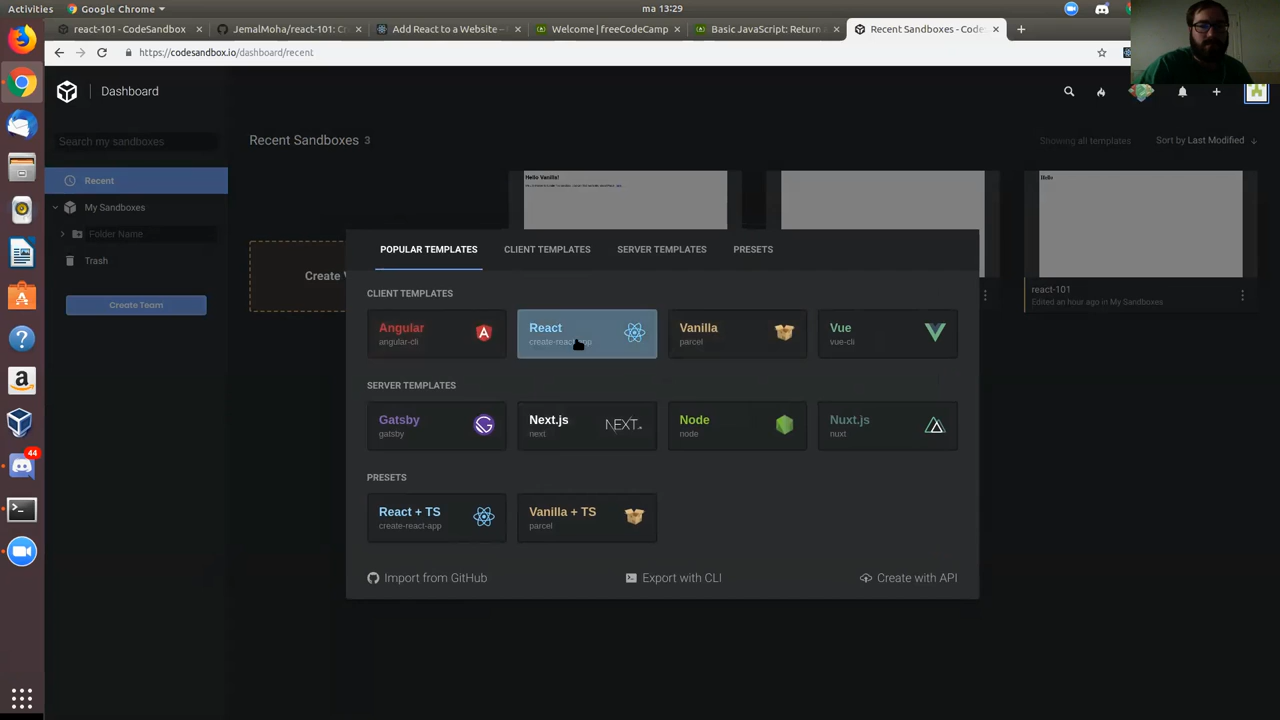 Activities
Google Chrome
ma 13:29
react-101 - CodeSandbox
JemalMoha/react-101: C
Add React to a Website –
Welcome | freeCodeCamp
Basic JavaScript: Return
Recent Sandboxes - Code
https://codesandbox.io/dashboard/recent
Dashboard
Search my sandboxes
Recent Sandboxes 3
Showing all templates
Sort by Last Modified
Recent
My Sandboxes
Folder Name
Trash
Create Team
Hello Vanilla!
Hello
Create
POPULAR TEMPLATES
CLIENT TEMPLATES
SERVER TEMPLATES
PRESETS
react-101
Edited an hour ago in My Sandboxes
CLIENT TEMPLATES
Angular
angular-cli
React
create-react-app
Vanilla
parcel
Vue
vue-cli
SERVER TEMPLATES
Gatsby
gatsby
Next.js
next
NEXT
Node
node
Nuxt.js
nuxt
PRESETS
React + TS
create-react-app
Vanilla + TS
parcel
Import from GitHub
Export with CLI
Create with API
44